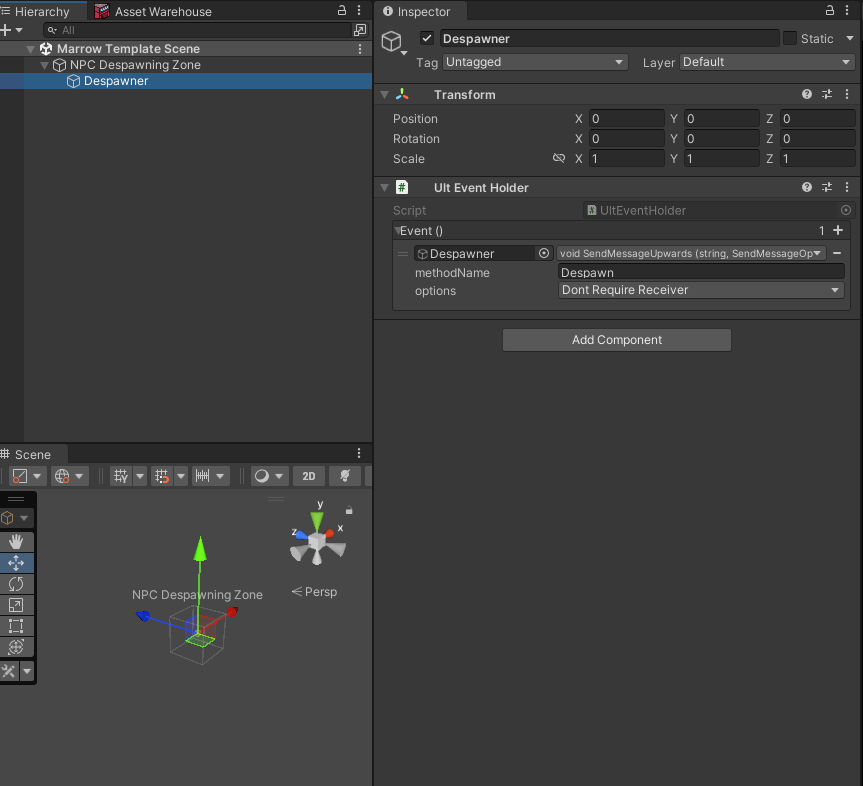 Hierarchy
Asset Warehouse
All
Marrow Template Scene
NPC Despawning Zone
Despawner
Scene
2D
y
x
z
Persp
NPC Despawning Zone
Inspector
Despawner
Static
Tag Untagged
Layer Default
Transform
Position X 0 Y 0 Z 0
Rotation X 0 Y 0 Z 0
Scale X 1 Y 1 Z 1
# Ult Event Holder
Script # UltEventHolder
Event () 1 +
Despawner void SendMessageUpwards (string, SendMessageOp
methodName Despawn
options Dont Require Receiver
Add Component